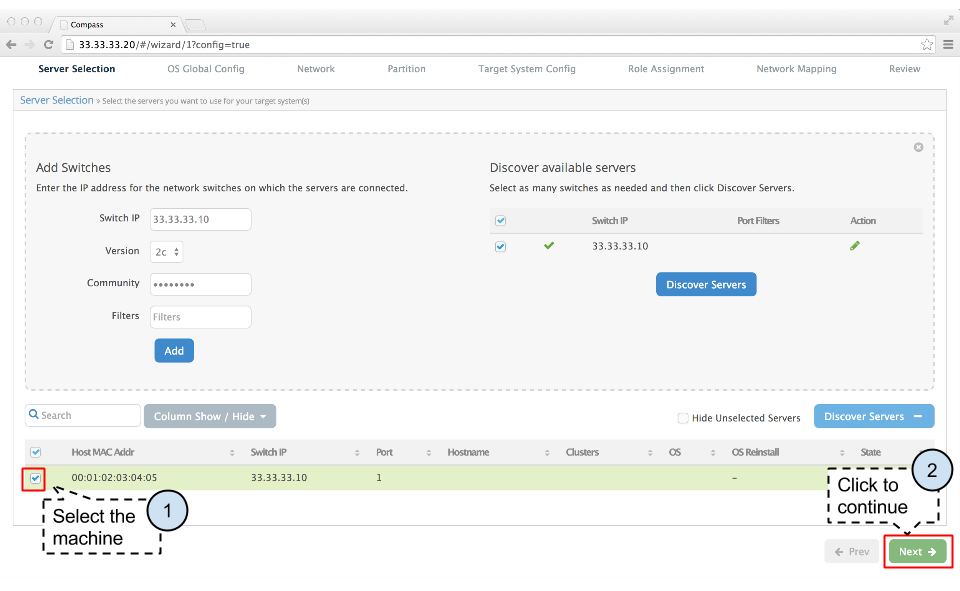 Compass
33.33.33.20/#/wizard/1?config=true
Server Selection OS Global Config Network Partition Target System Config Role Assignment Network Mapping Review
Server Selection » Select the servers you want to use for your target system(s)
Add Switches
Enter the IP address for the network switches on which the servers are connected.
Switch IP 33.33.33.10
Version 2c
Community ••••••••
Filters Filters
Add
Discover available servers
Select as many switches as needed and then click Discover Servers.
Switch IP Port Filters Action
33.33.33.10
Discover Servers
Search Column Show / Hide Hide Unselected Servers Discover Servers −
Host MAC Addr Switch IP Port Hostname Clusters OS OS Reinstall State
00:01:02:03:04:05 33.33.33.10 1 –
1
Select the
machine
2
Click to
continue
← Prev Next →